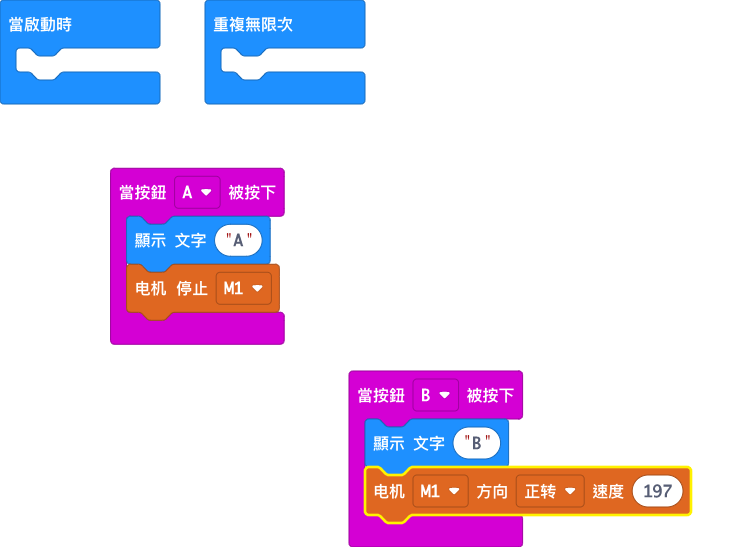 當啟動時
重複無限次
當按鈕 A 被按下
顯示 文字 "A"
电机 停止 M1
當按鈕 B 被按下
顯示 文字 "B"
电机 M1 方向 正转 速度 197